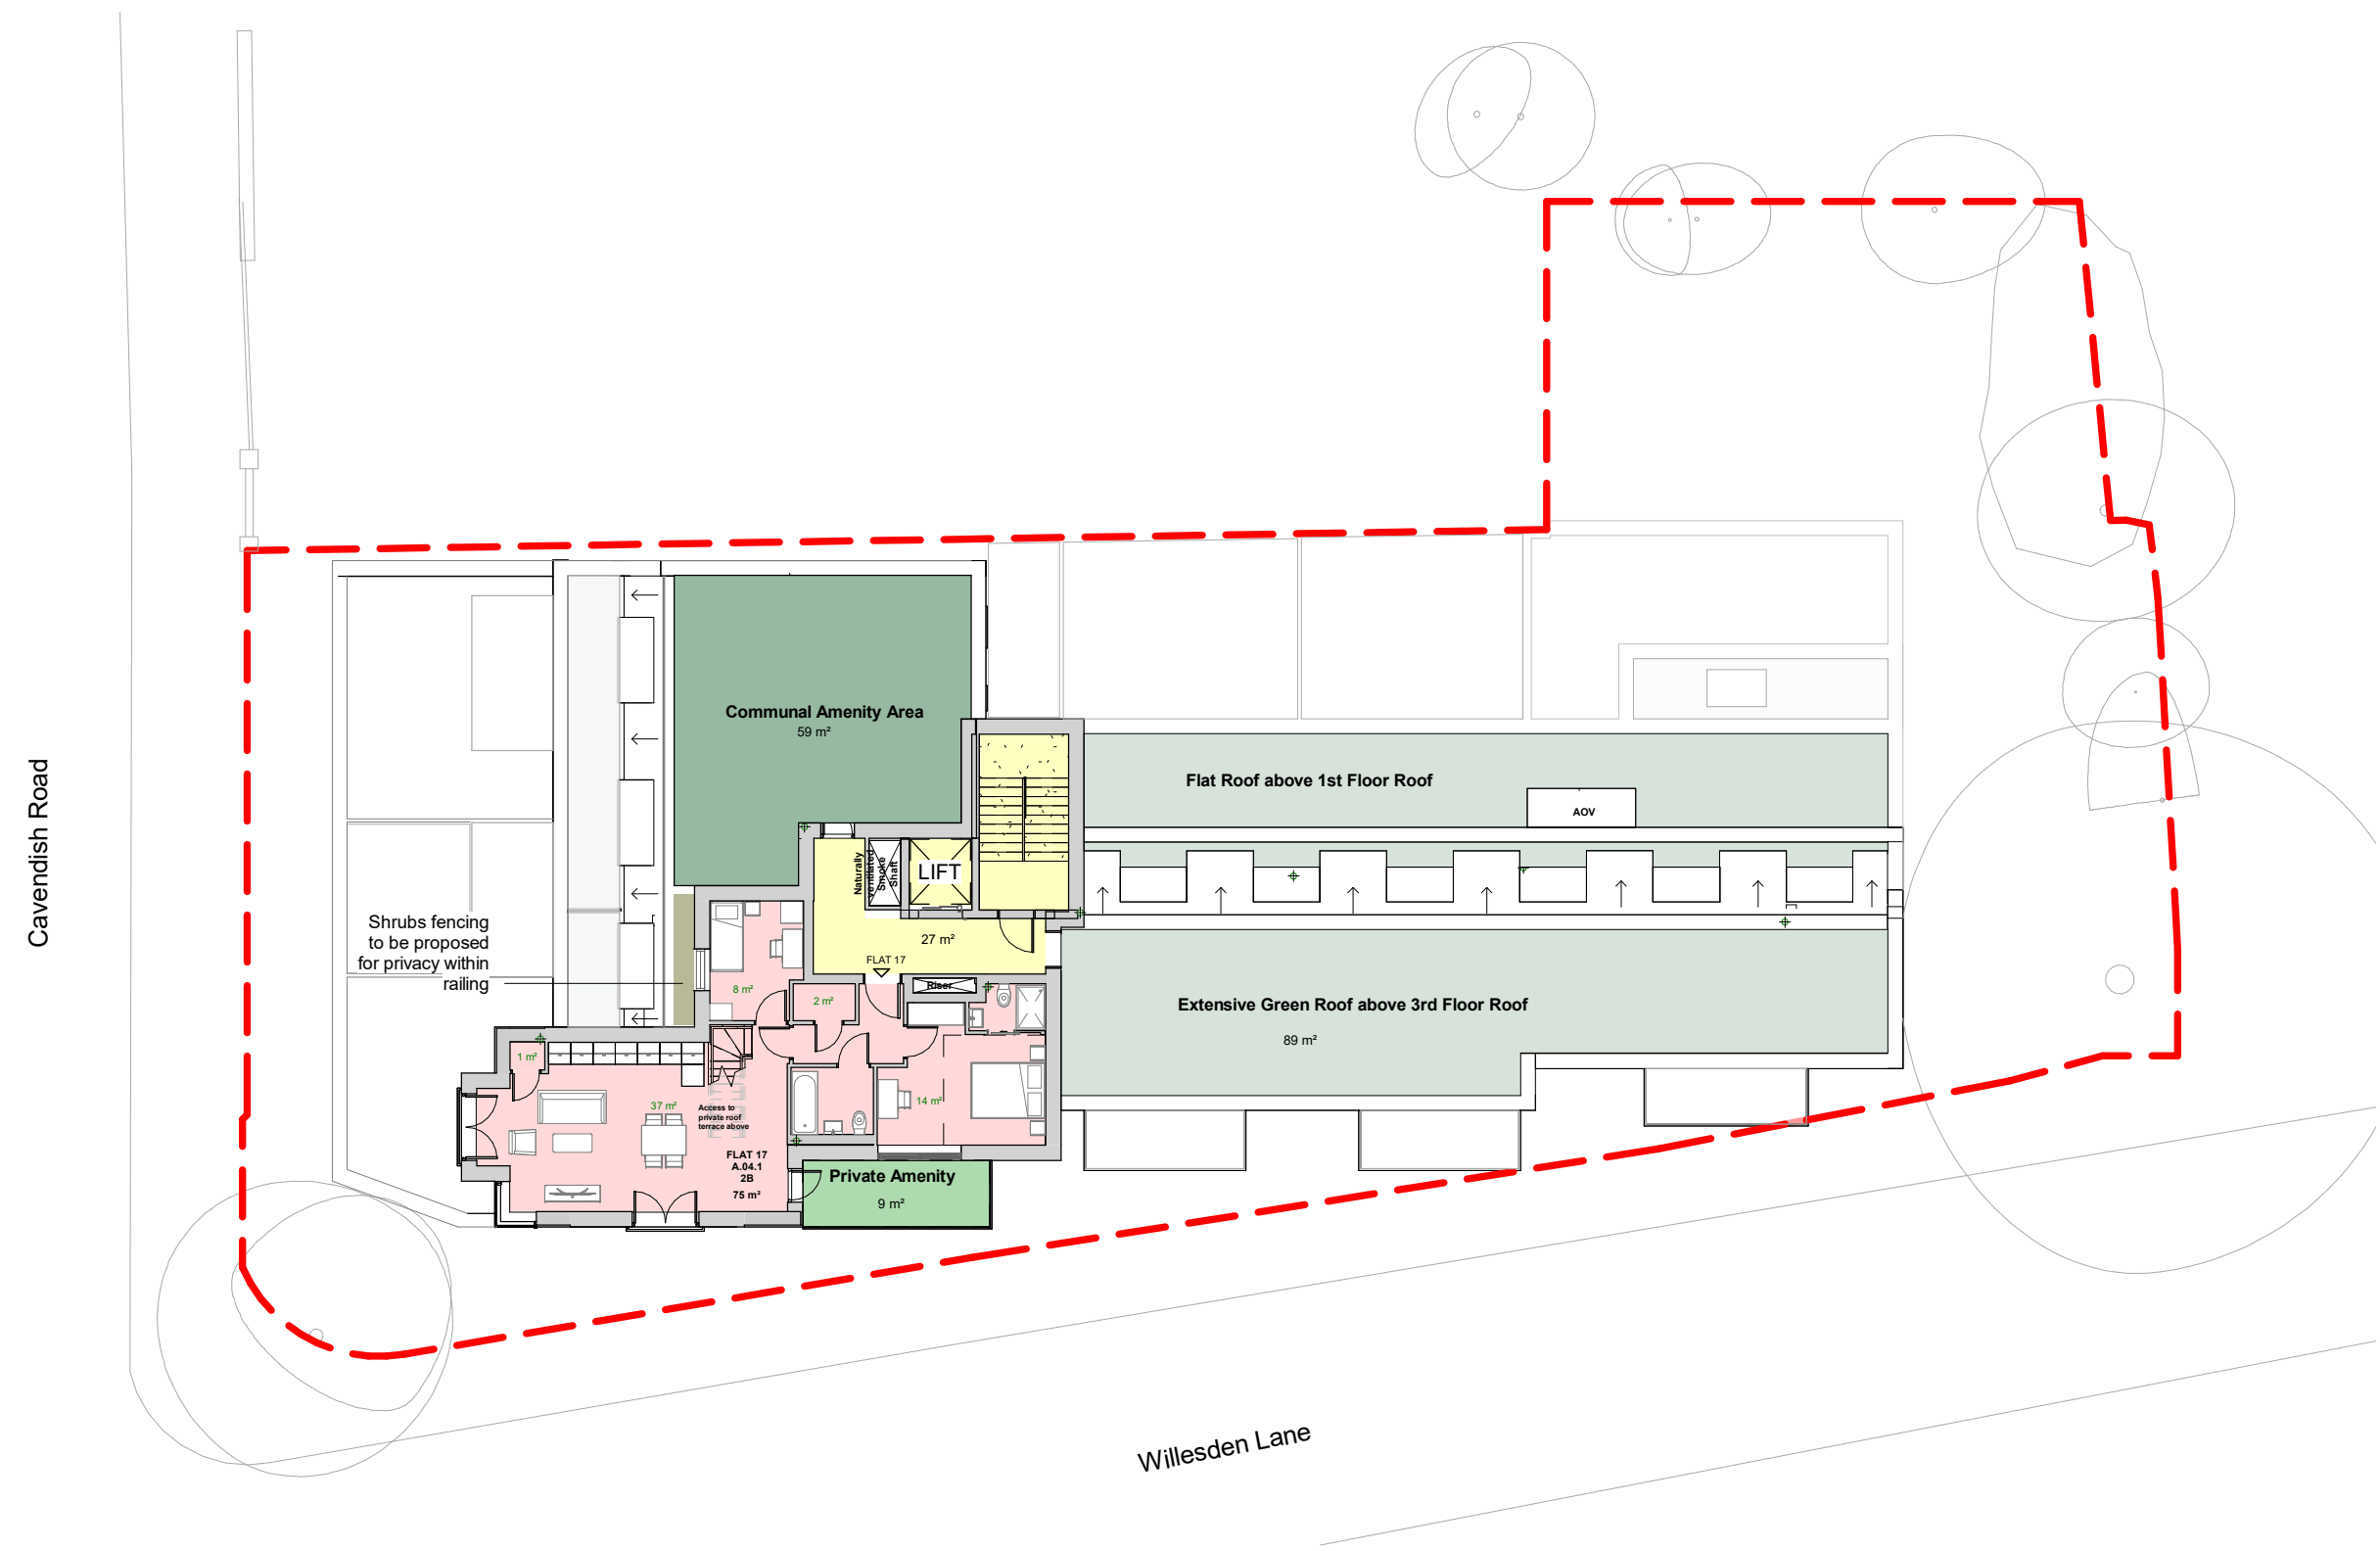 Communal Amenity Area
59 m²
Flat Roof above 1st Floor Roof
AOV
Cavendish Road
Naturally
ventilated
Smoke
Shaft
LIFT
Shrubs fencing
to be proposed
for privacy within
railing
27 m²
FLAT 17
Riser
8 m²
2 m²
Extensive Green Roof above 3rd Floor Roof
89 m²
1 m²
37 m²
Access to
private roof
terrace above
14 m²
FLAT 17
A.04.1
2B
75 m²
Private Amenity
9 m²
Willesden Lane